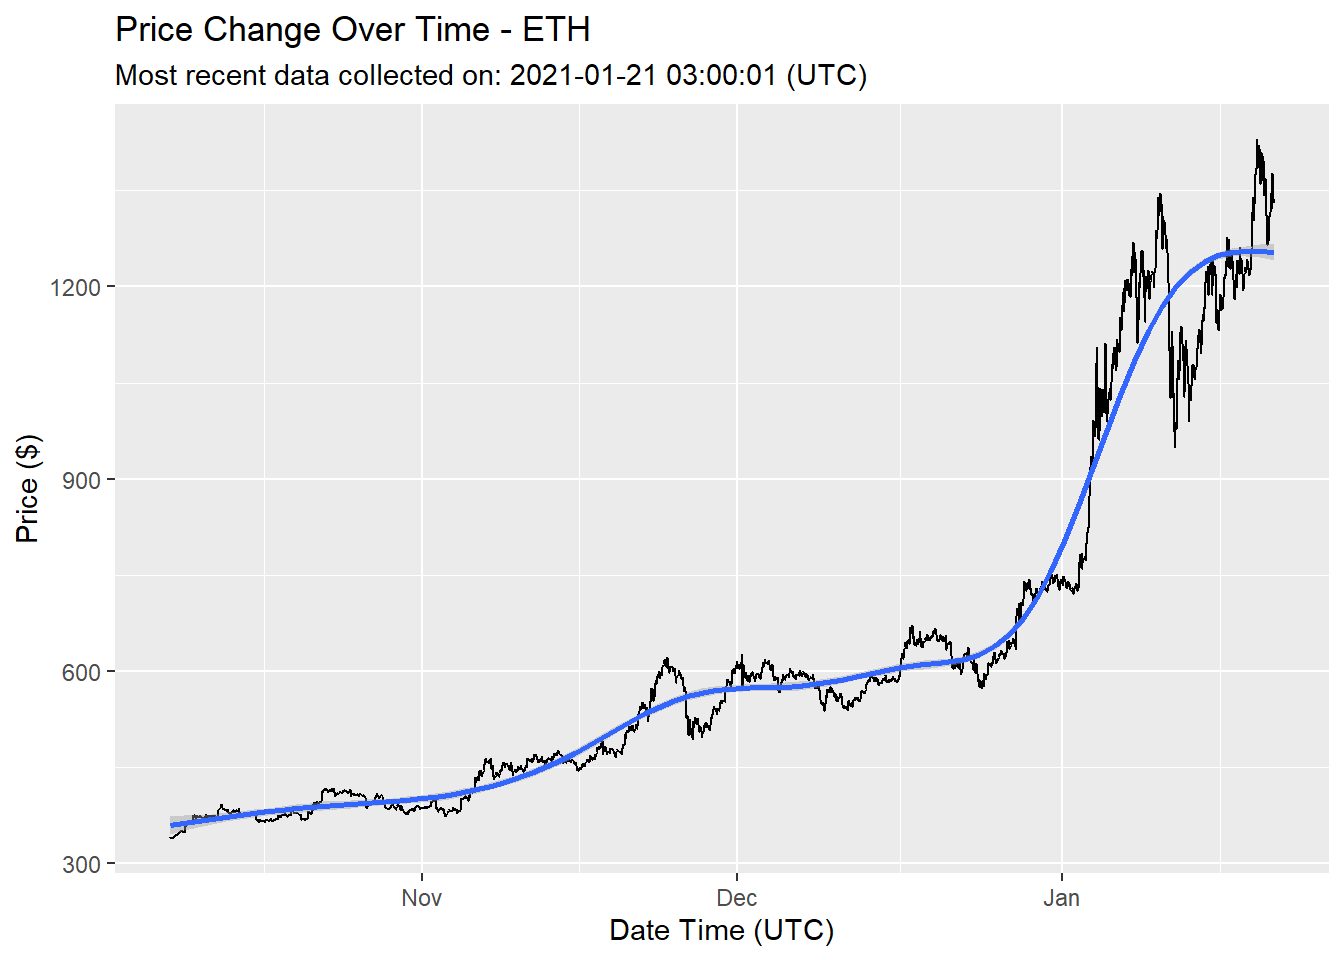 Price Change Over Time - ETH
Most recent data collected on: 2021-01-21 03:00:01 (UTC)
1200
900
600
300
Price ($)
Nov
Dec
Jan
Date Time (UTC)